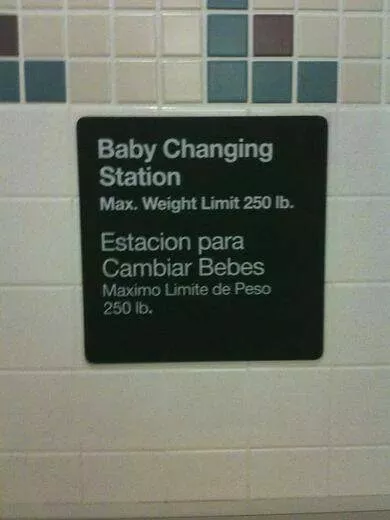 Baby Changing
Station
Max. Weight Limit 250 lb.
Estacion para
Cambiar Bebes
Maximo Limite de Peso
250 lb.